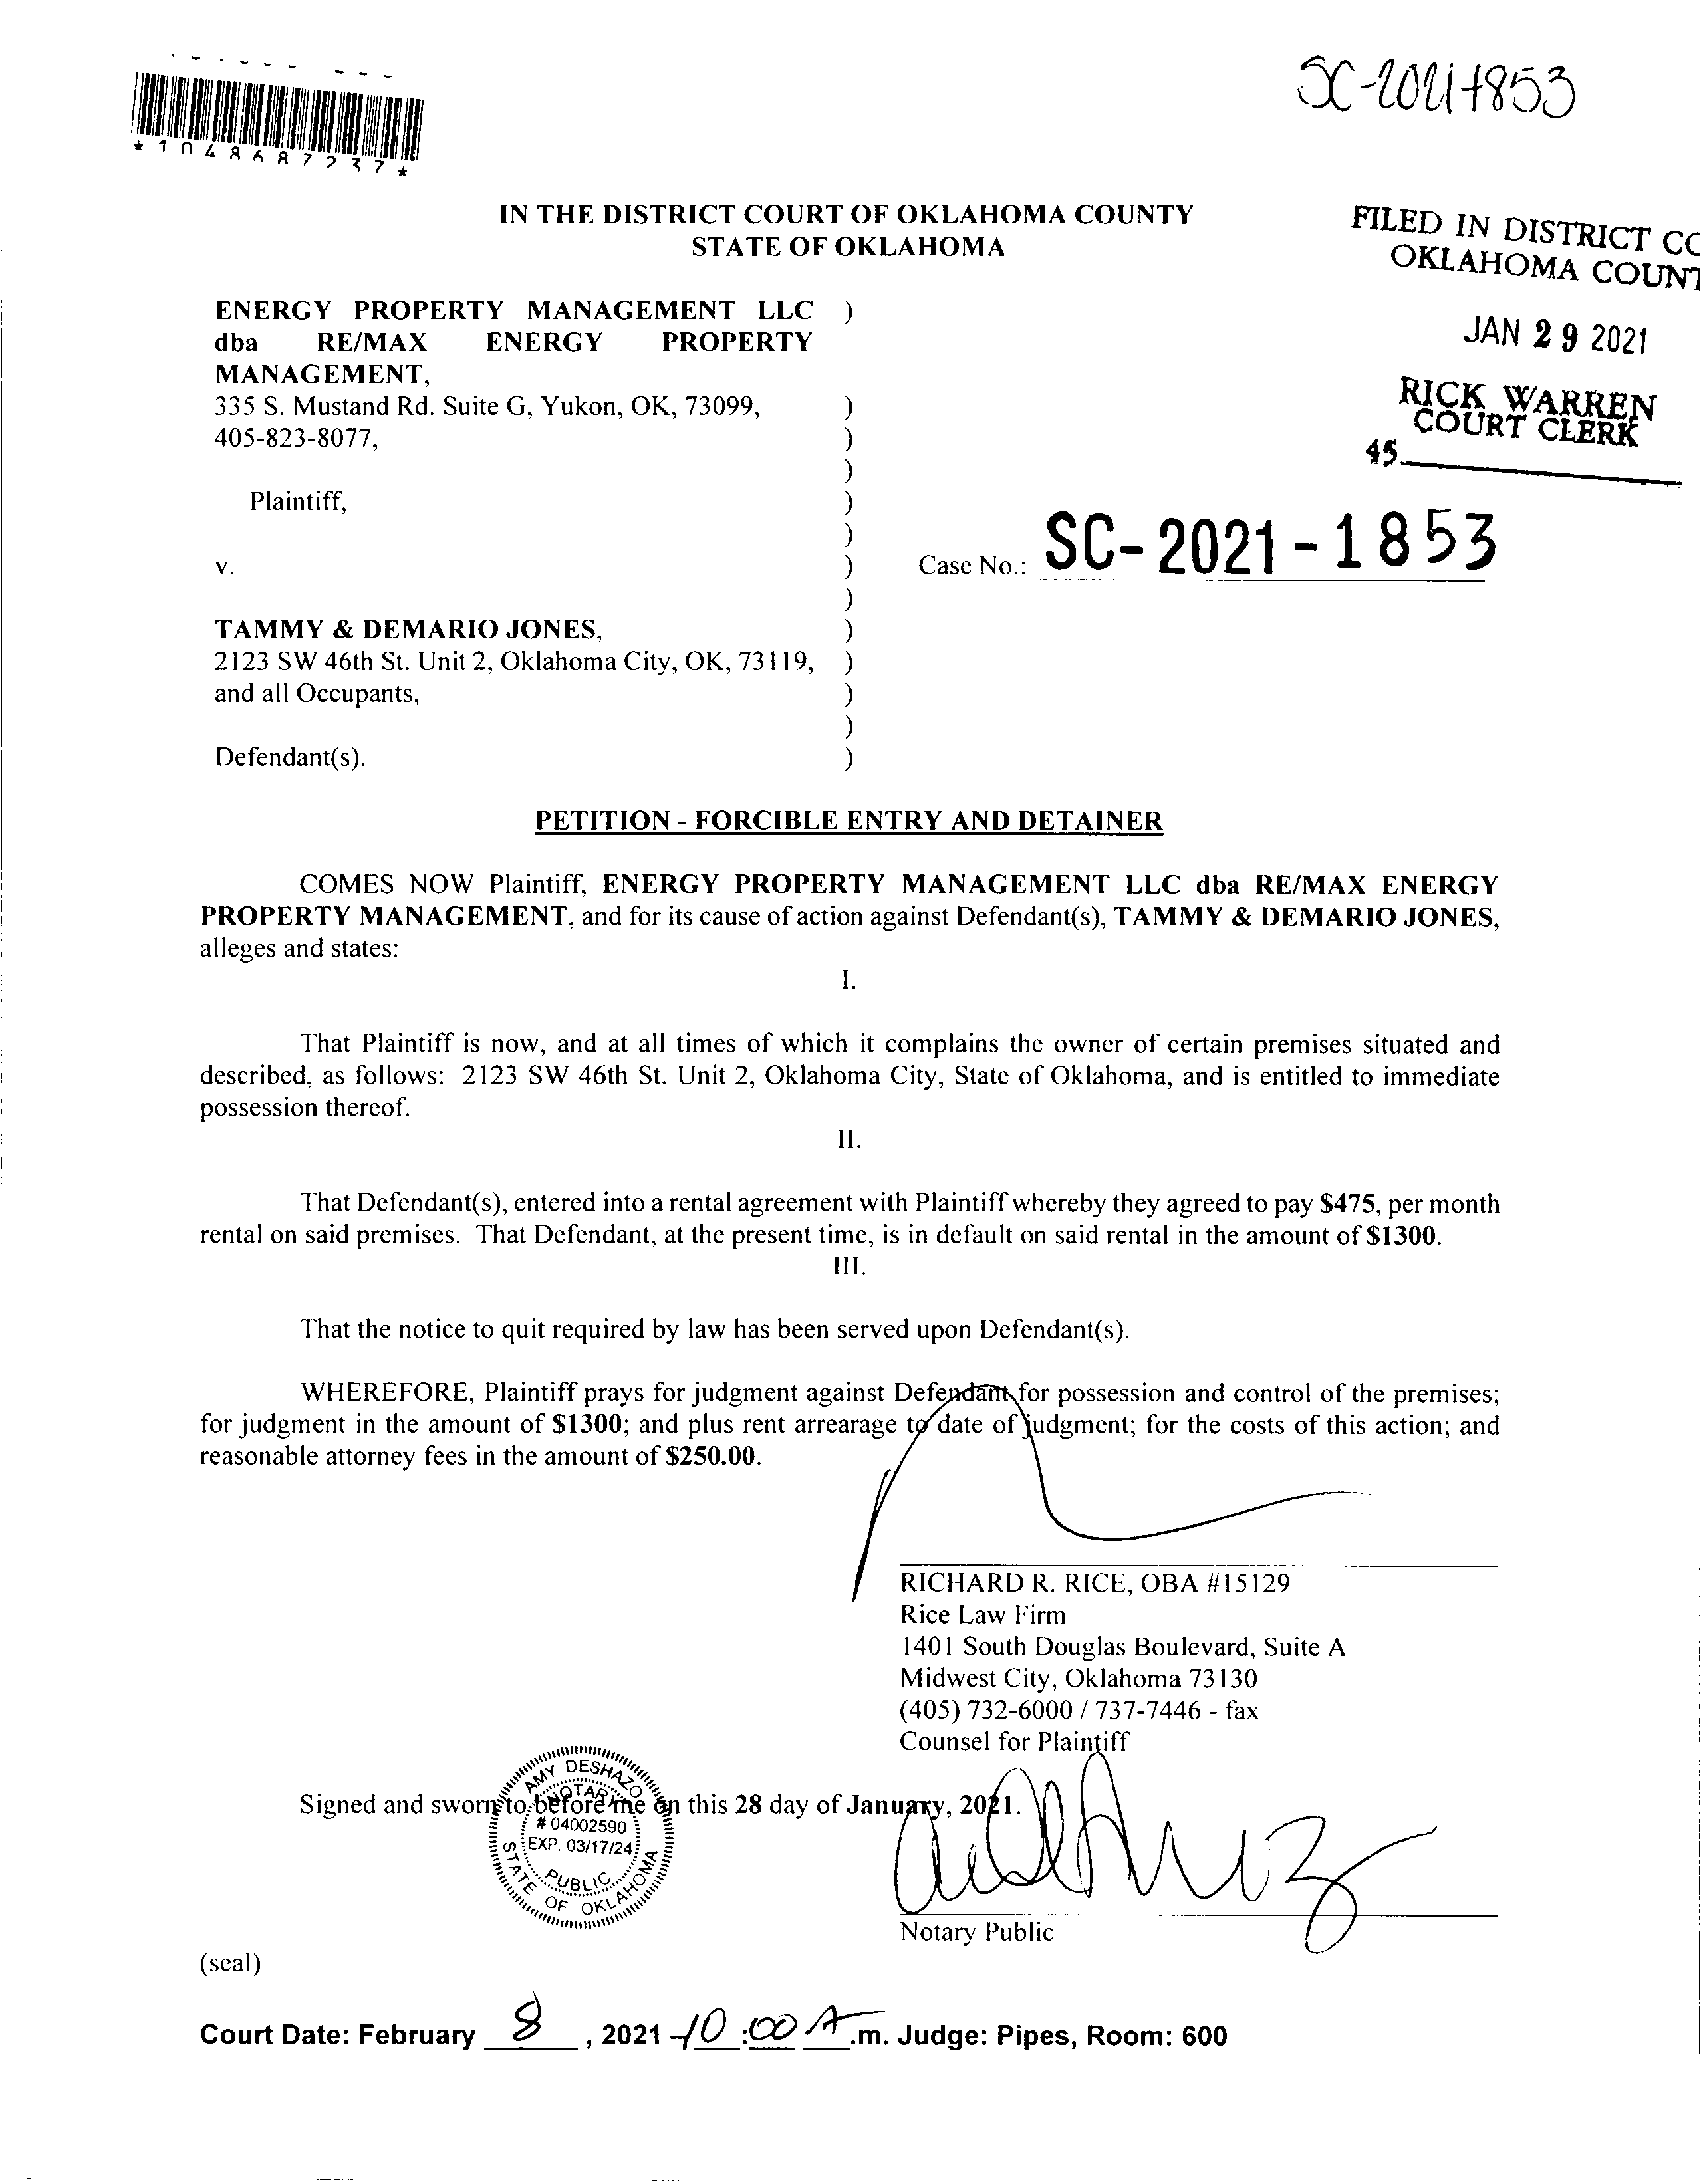 SC-2021-1853
*1048687237*
IN THE DISTRICT COURT OF OKLAHOMA COUNTY
STATE OF OKLAHOMA
FILED IN DISTRICT CO
OKLAHOMA COUNT
JAN 29 2021
RICK WARREN
COURT CLERK
45
ENERGY PROPERTY MANAGEMENT LLC )
dba RE/MAX ENERGY PROPERTY
MANAGEMENT,
335 S. Mustand Rd. Suite G, Yukon, OK, 73099, )
405-823-8077, )
)
Plaintiff, )
)
v. )
Case No.: SC-2021-1853
)
TAMMY & DEMARIO JONES, )
2123 SW 46th St. Unit 2, Oklahoma City, OK, 73119, )
and all Occupants, )
)
Defendant(s). )
PETITION - FORCIBLE ENTRY AND DETAINER
COMES NOW Plaintiff, ENERGY PROPERTY MANAGEMENT LLC dba RE/MAX ENERGY
PROPERTY MANAGEMENT, and for its cause of action against Defendant(s), TAMMY & DEMARIO JONES,
alleges and states:
I.
That Plaintiff is now, and at all times of which it complains the owner of certain premises situated and
described, as follows: 2123 SW 46th St. Unit 2, Oklahoma City, State of Oklahoma, and is entitled to immediate
possession thereof.
II.
That Defendant(s), entered into a rental agreement with Plaintiff whereby they agreed to pay $475, per month
rental on said premises. That Defendant, at the present time, is in default on said rental in the amount of $1300.
III.
That the notice to quit required by law has been served upon Defendant(s).
WHEREFORE, Plaintiff prays for judgment against Defendant for possession and control of the premises;
for judgment in the amount of $1300; and plus rent arrearage to date of judgment; for the costs of this action; and
reasonable attorney fees in the amount of $250.00.
RICHARD R. RICE, OBA #15129
Rice Law Firm
1401 South Douglas Boulevard, Suite A
Midwest City, Oklahoma 73130
(405) 732-6000 / 737-7446 - fax
Counsel for Plaintiff
Signed and sworn to before me on this 28 day of January, 2021.
AMY DESHAZO
NOTARY
# 04002590
EXP. 03/17/24
PUBLIC
STATE OF OKLAHOMA
Notary Public
(seal)
Court Date: February 8, 2021 10:00 A.m. Judge: Pipes, Room: 600